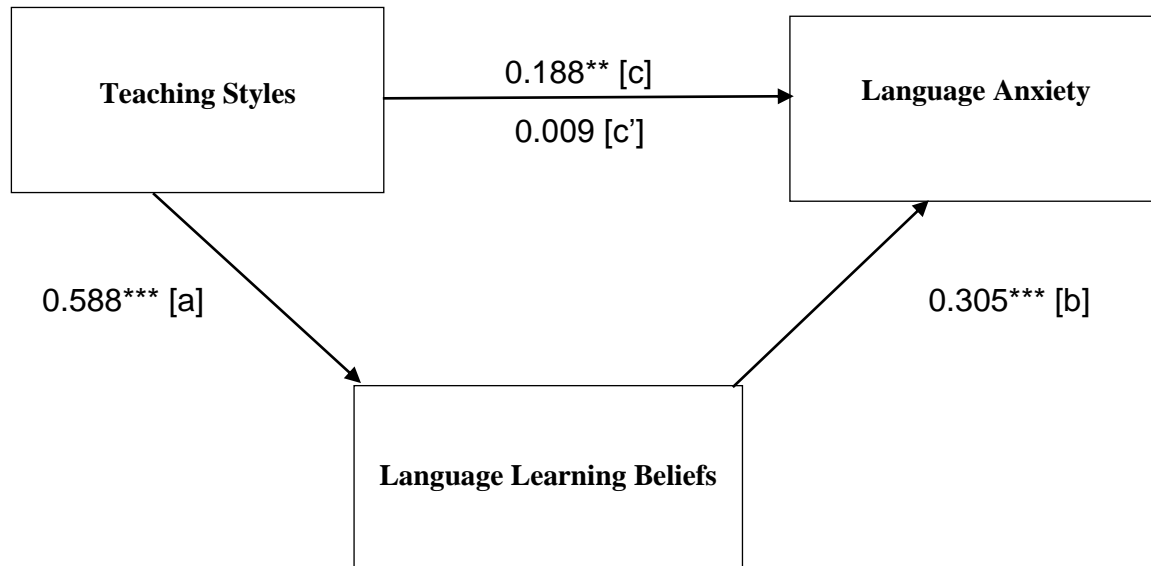 Teaching Styles
0.188** [c]
Language Anxiety
0.009 [c’]
0.588*** [a]
0.305*** [b]
Language Learning Beliefs